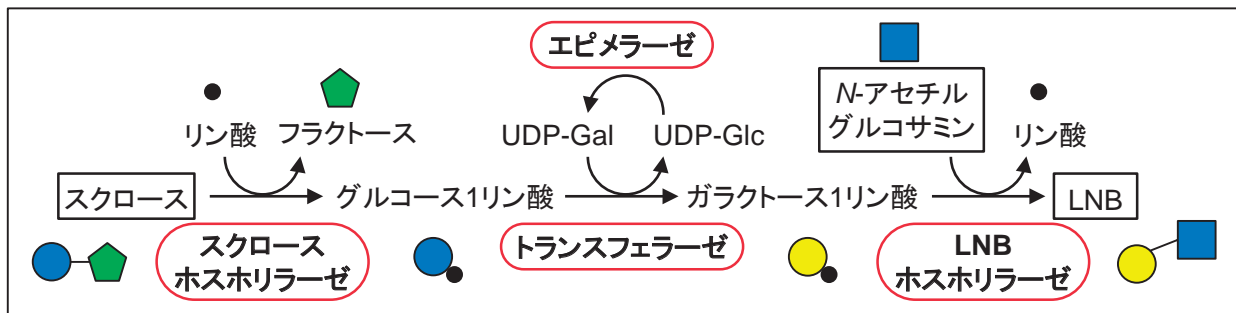 エピメラーゼ
N-アセチル
グルコサミン
リン酸
フラクトース
UDP-Gal
UDP-Glc
リン酸
スクロース
グルコース1リン酸
ガラクトース1リン酸
LNB
スクロース
ホスホリラーゼ
トランスフェラーゼ
LNB
ホスホリラーゼ